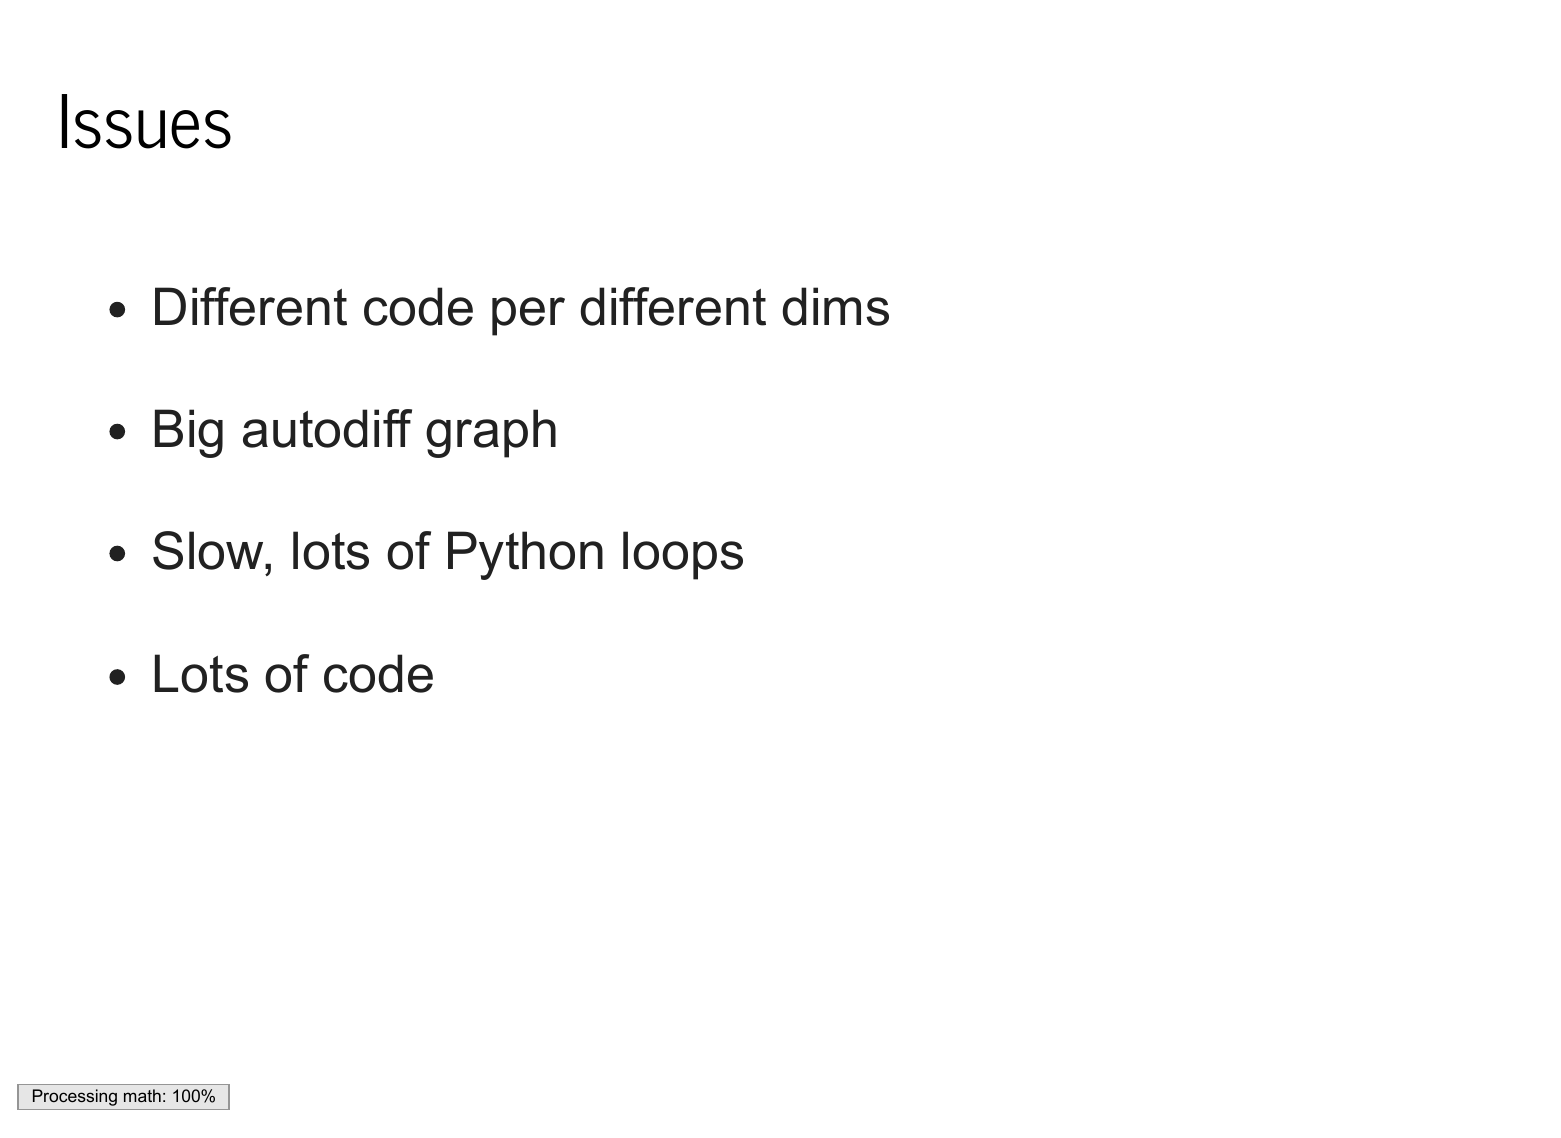 Issues
Different code per different dims
Big autodiff graph
Slow, lots of Python loops
Lots of code
Processing math: 100%